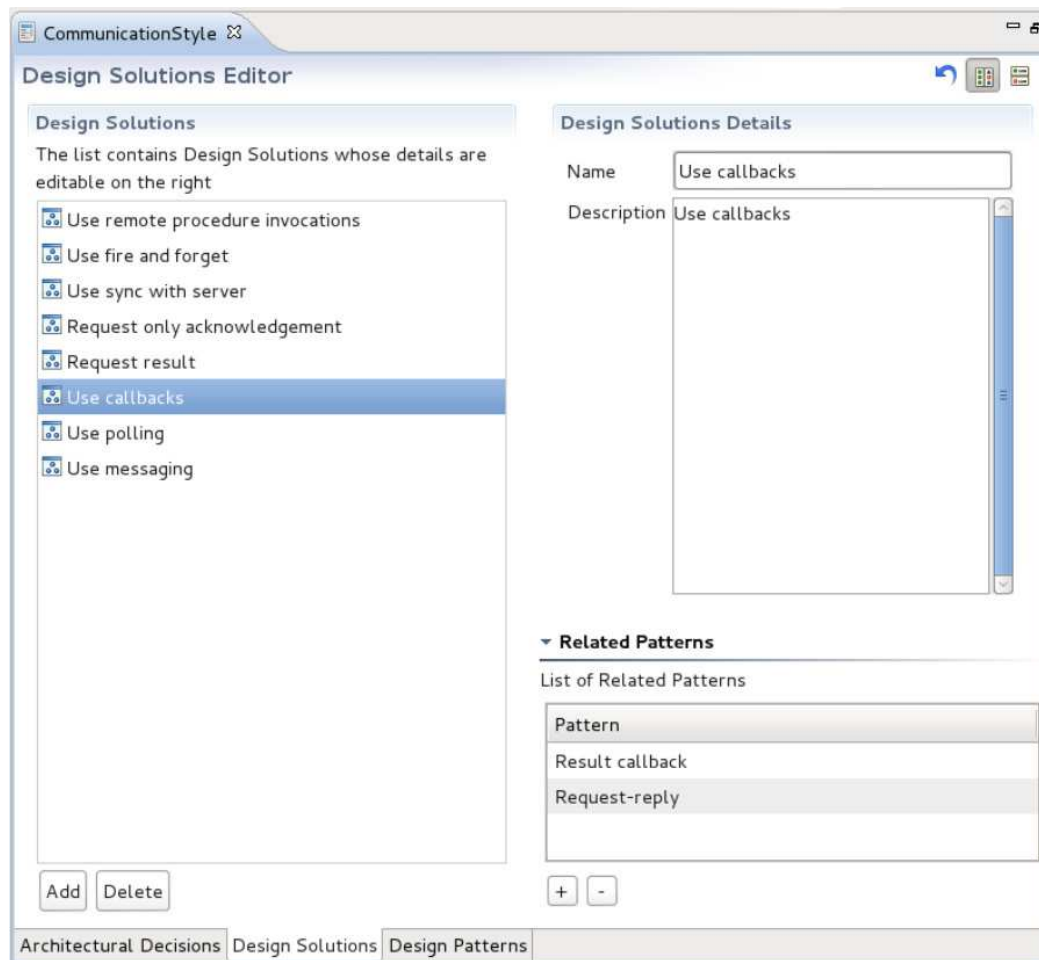 CommunicationStyle
Design Solutions Editor
Design Solutions
The list contains Design Solutions whose details are
editable on the right
Use remote procedure invocations
Use fire and forget
Use sync with server
Request only acknowledgement
Request result
Use callbacks
Use polling
Use messaging
Add Delete
Design Solutions Details
Name Use callbacks
Description Use callbacks
Related Patterns
List of Related Patterns
Pattern
Result callback
Request-reply
+ -
Architectural Decisions Design Solutions Design Patterns